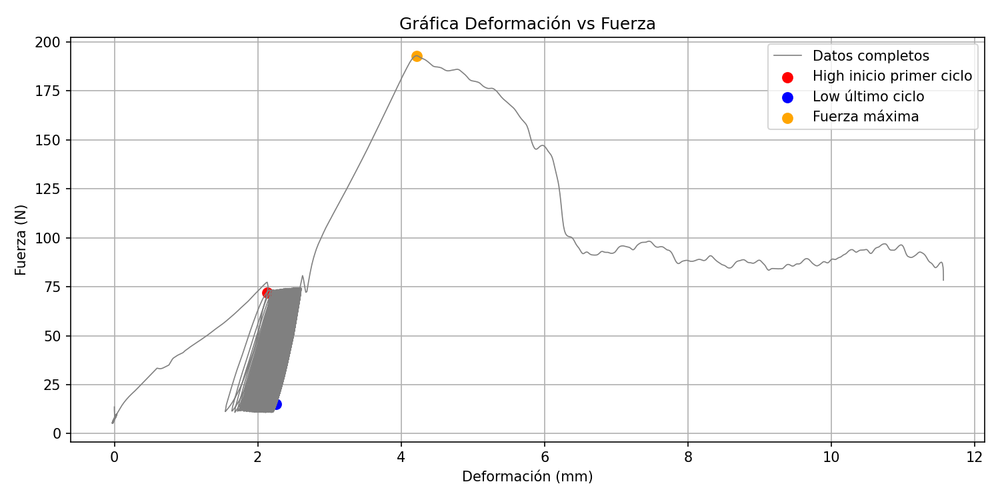 Gráfica Deformación vs Fuerza
200
175
150
125
100
75
50
25
0
Fuerza (N)
Datos completos
High inicio primer ciclo
Low último ciclo
Fuerza máxima
0 2 4 6 8 10 12
Deformación (mm)